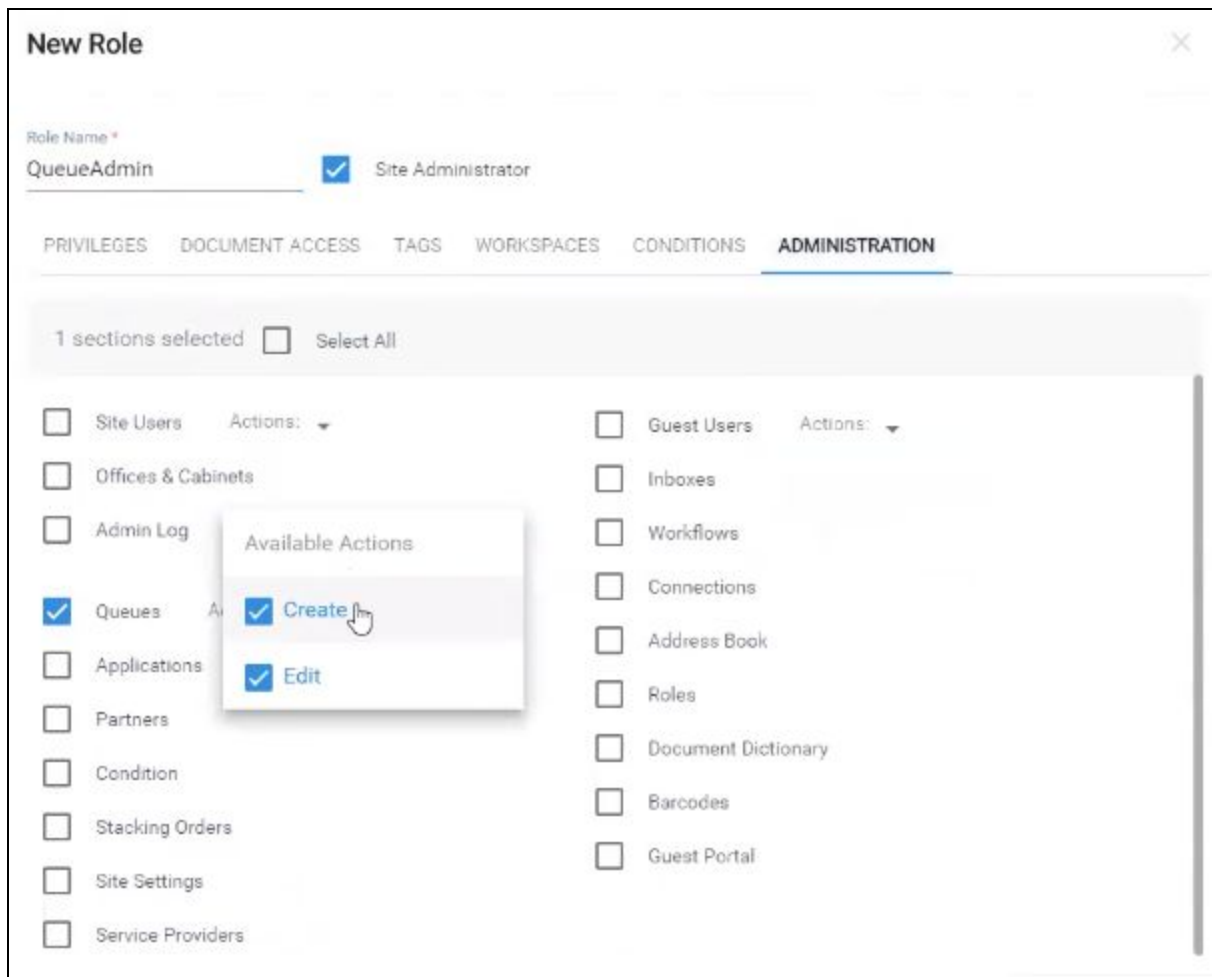 New Role
Role Name *
QueueAdmin
Site Administrator
PRIVILEGES DOCUMENT ACCESS TAGS WORKSPACES CONDITIONS ADMINISTRATION
1 sections selected Select All
Site Users Actions:
Offices & Cabinets
Admin Log
Queues A
Applications
Partners
Condition
Stacking Orders
Site Settings
Service Providers
Available Actions
Create
Edit
Guest Users Actions:
Inboxes
Workflows
Connections
Address Book
Roles
Document Dictionary
Barcodes
Guest Portal